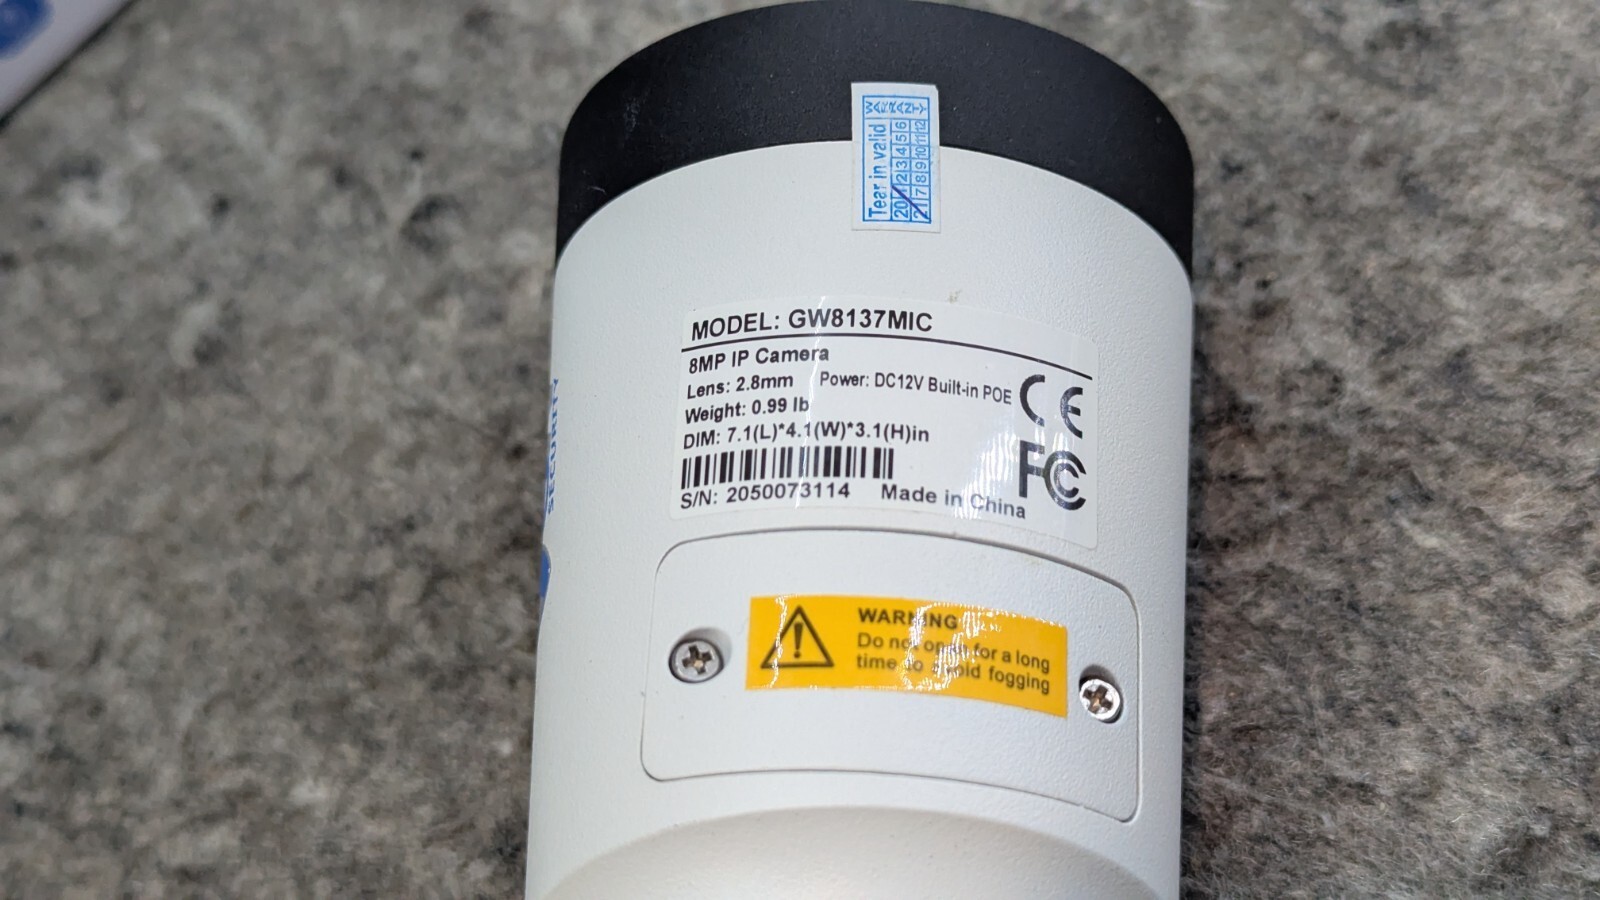 WARRANTY
Tear in valid
20 1 2 3 4 5 6
21 7 8 9 10 11 12
MODEL: GW8137MIC
8MP IP Camera
Lens: 2.8mm Power: DC12V Built-in POE
Weight: 0.99 lb
DIM: 7.1(L)*4.1(W)*3.1(H)in
S/N: 2050073114 Made in China
CE
FC
SECURITY
WARNING
Do not open for a long
time to avoid fogging